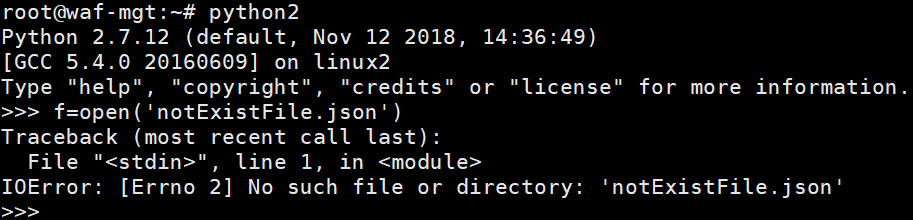 root@waf-mgt:~# python2
Python 2.7.12 (default, Nov 12 2018, 14:36:49)
[GCC 5.4.0 20160609] on linux2
Type "help", "copyright", "credits" or "license" for more information.
>>> f=open('notExistFile.json')
Traceback (most recent call last):
  File "<stdin>", line 1, in <module>
IOError: [Errno 2] No such file or directory: 'notExistFile.json'
>>>